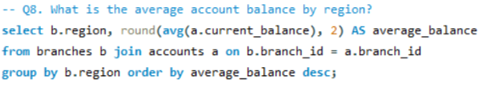 -- Q8. What is the average account balance by region?
select b.region, round(avg(a.current_balance), 2) AS average_balance
from branches b join accounts a on b.branch_id = a.branch_id
group by b.region order by average_balance desc;